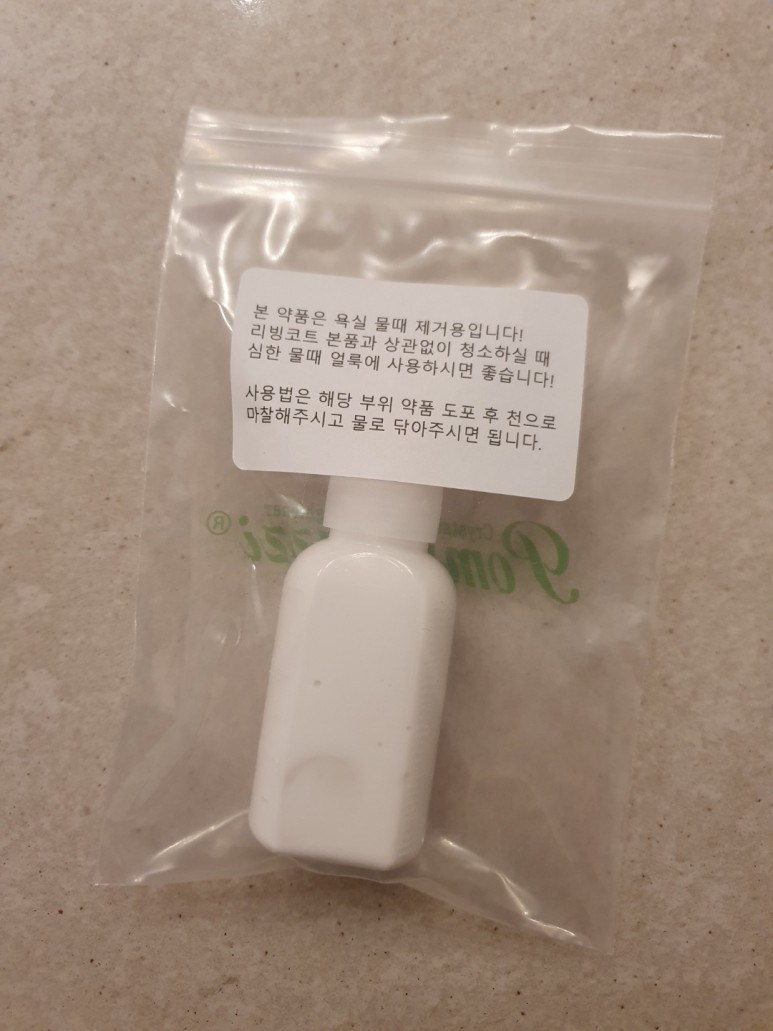 본 약품은 욕실 물때 제거용입니다!
리빙코트 본품과 상관없이 청소하실 때
심한 물때 얼룩에 사용하시면 좋습니다!
사용법은 해당 부위 약품 도포 후 천으로
마찰해주시고 물로 닦아주시면 됩니다.